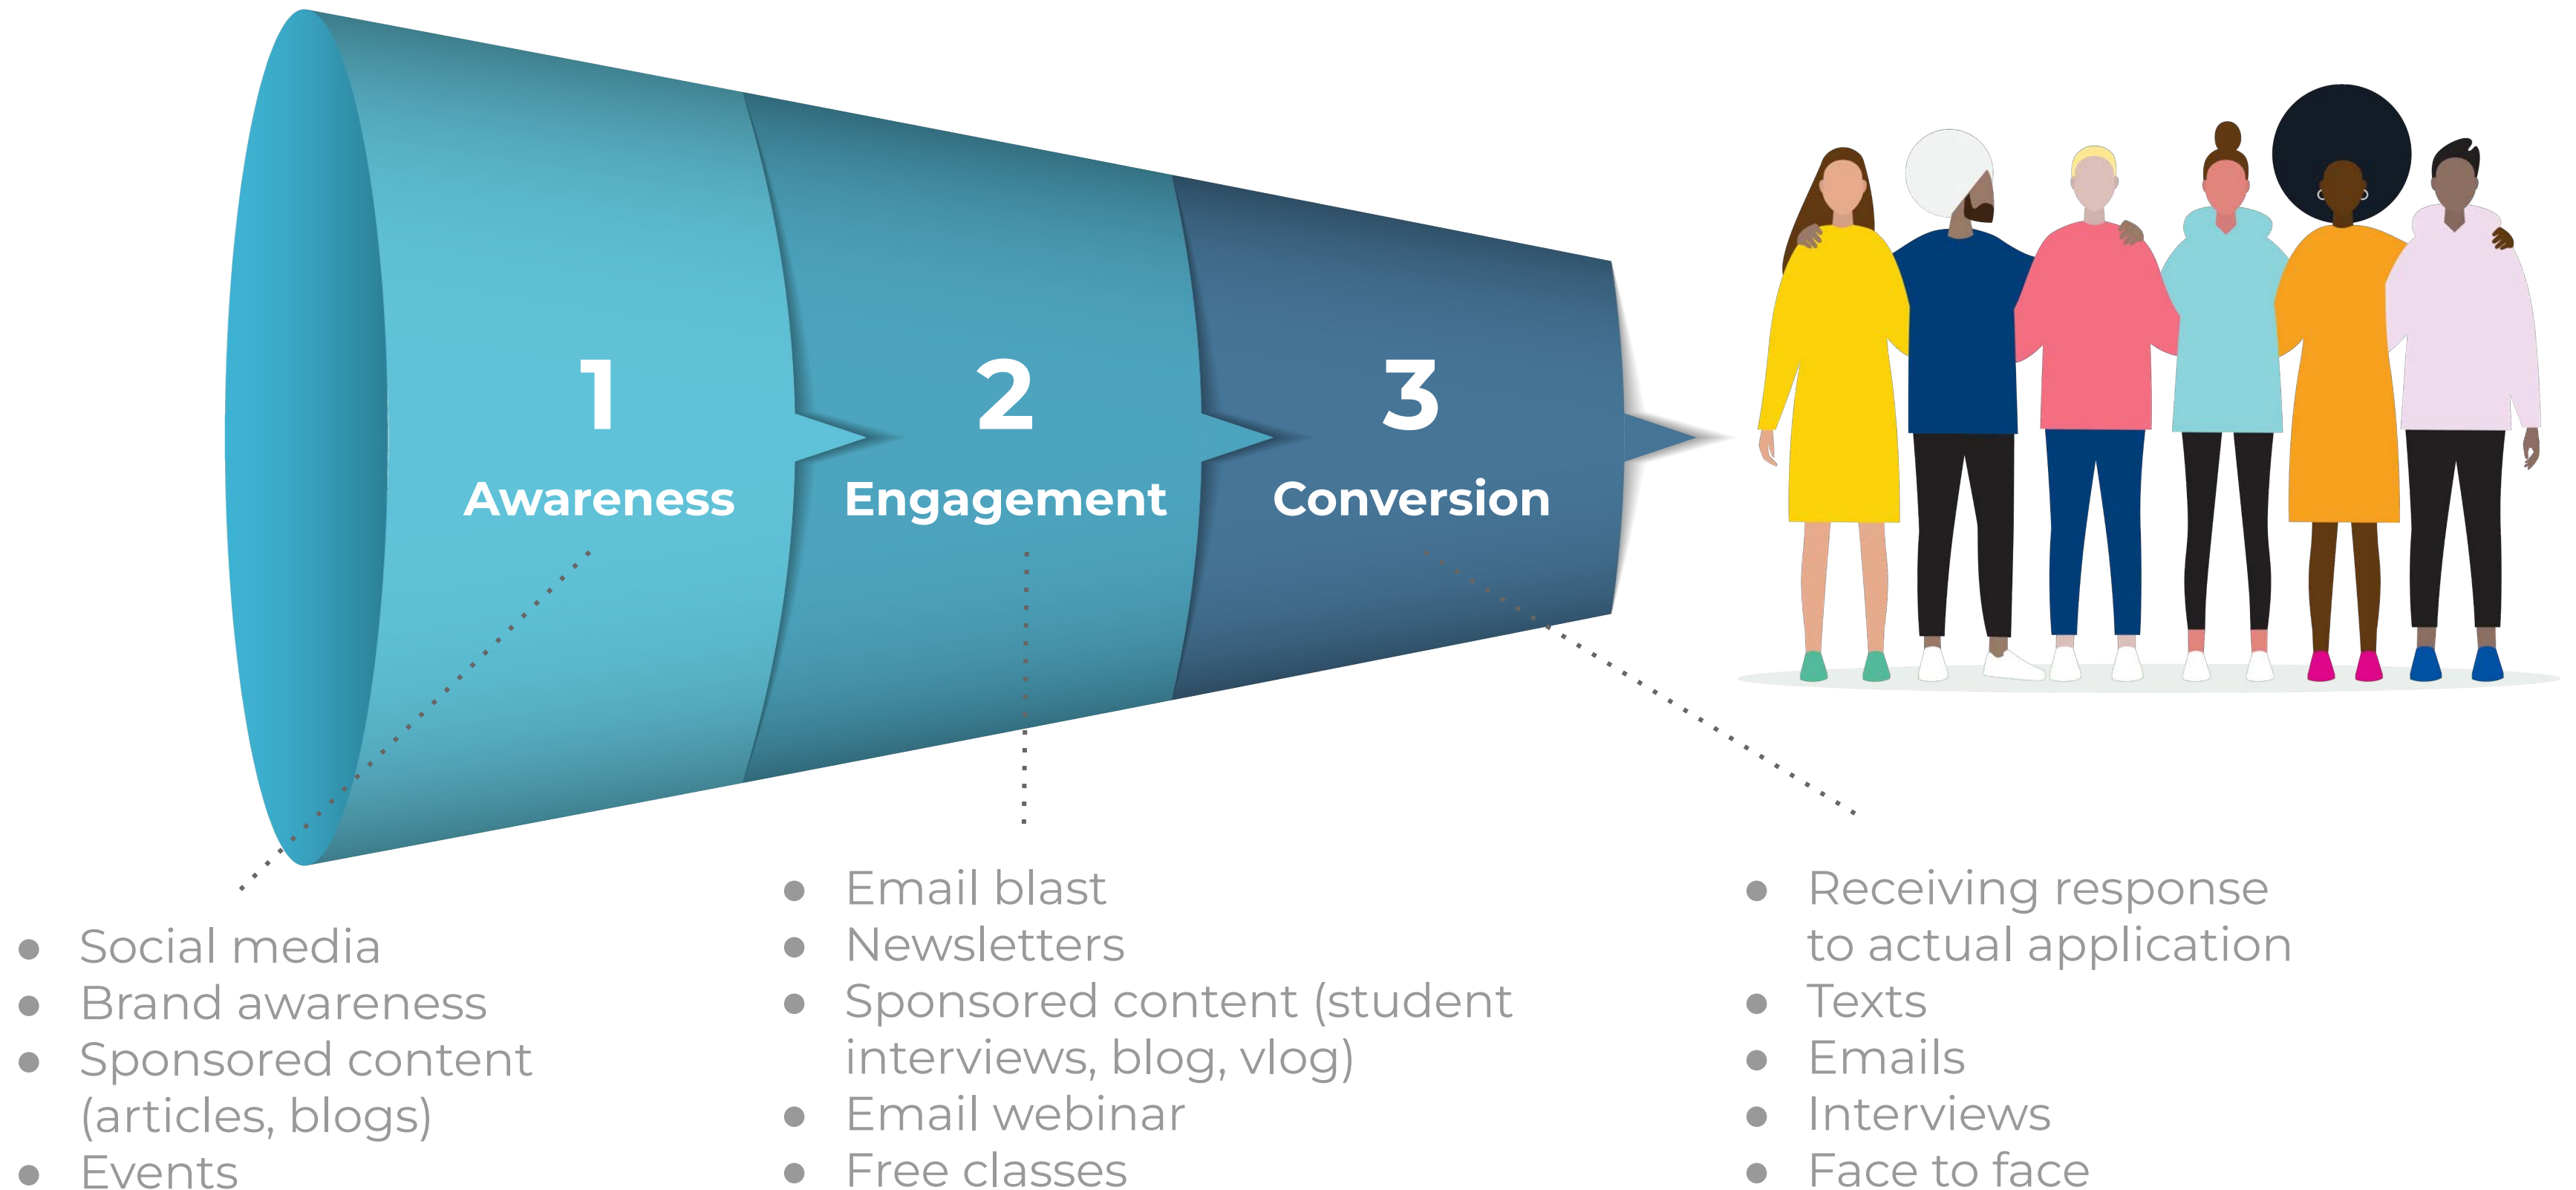 1
Awareness
2
Engagement
3
Conversion
● Social media
● Brand awareness
● Sponsored content
(articles, blogs)
● Events
● Email blast
● Newsletters
● Sponsored content (student
interviews, blog, vlog)
● Email webinar
● Free classes
● Receiving response
to actual application
● Texts
● Emails
● Interviews
● Face to face